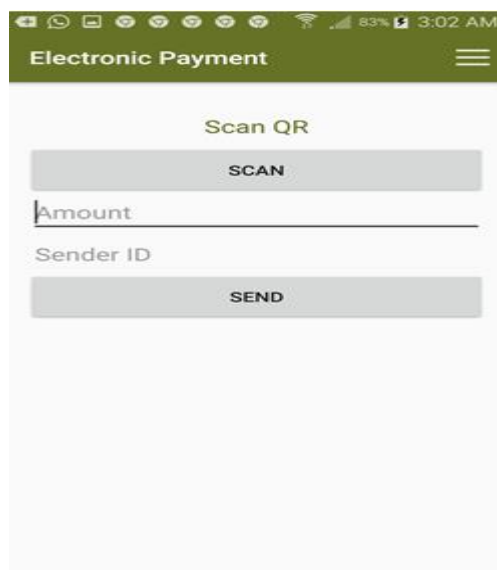 83% 3:02 AM
Electronic Payment
Scan QR
SCAN
Amount
Sender ID
SEND